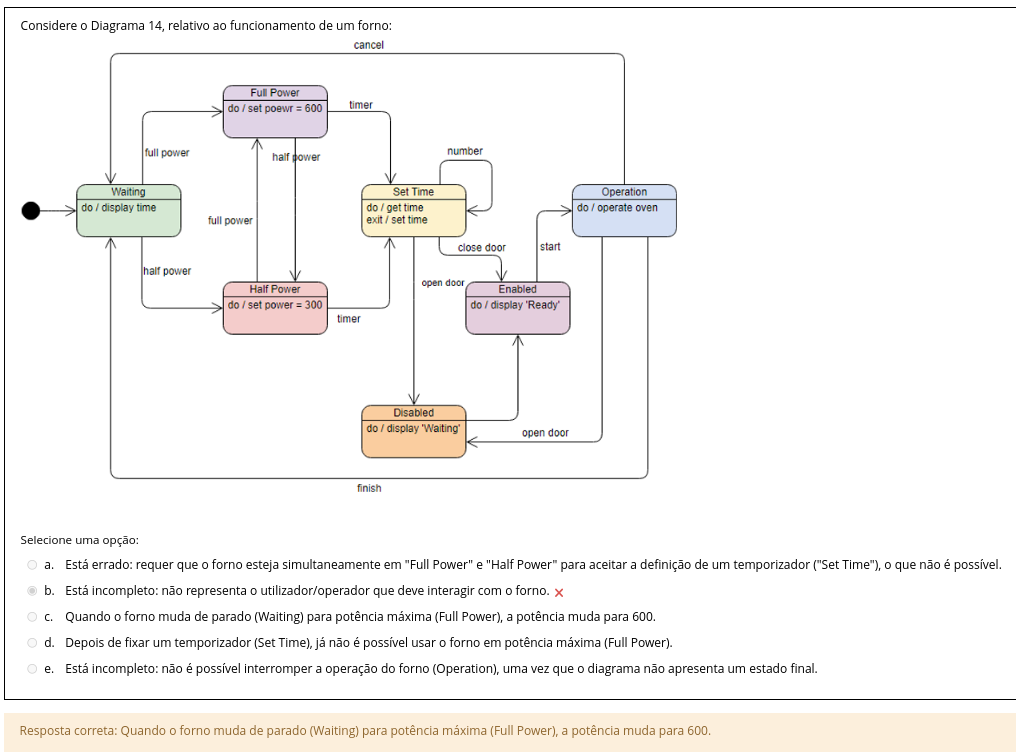 Considere o Diagrama 14, relativo ao funcionamento de um forno:
cancel
Full Power
do / set poewr = 600
timer
full power
half power
number
Waiting
do / display time
Set Time
do / get time
exit / set time
Operation
do / operate oven
full power
close door
start
half power
open door
Half Power
do / set power = 300
Enabled
do / display 'Ready'
timer
Disabled
do / display 'Waiting'
open door
finish
Selecione uma opção:
a. Está errado: requer que o forno esteja simultaneamente em "Full Power" e "Half Power" para aceitar a definição de um temporizador ("Set Time"), o que não é possível.
b. Está incompleto: não representa o utilizador/operador que deve interagir com o forno.
c. Quando o forno muda de parado (Waiting) para potência máxima (Full Power), a potência muda para 600.
d. Depois de fixar um temporizador (Set Time), já não é possível usar o forno em potência máxima (Full Power).
e. Está incompleto: não é possível interromper a operação do forno (Operation), uma vez que o diagrama não apresenta um estado final.
Resposta correta: Quando o forno muda de parado (Waiting) para potência máxima (Full Power), a potência muda para 600.